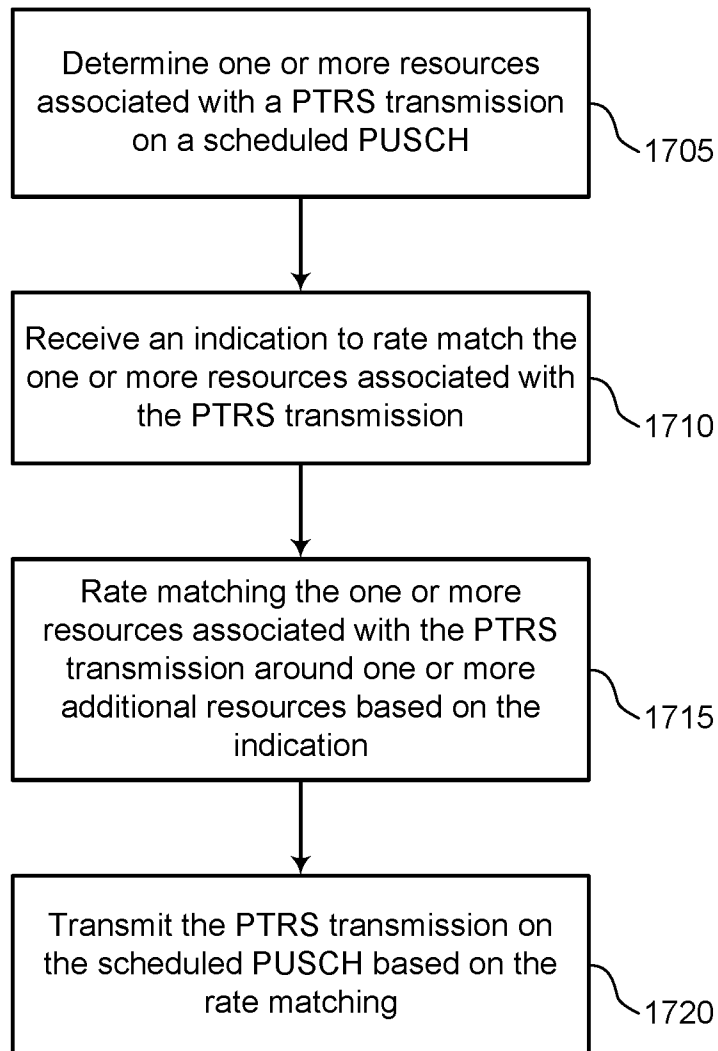 Determine one or more resources
associated with a PTRS transmission
on a scheduled PUSCH
1705
Receive an indication to rate match the
one or more resources associated with
the PTRS transmission
1710
Rate matching the one or more
resources associated with the PTRS
transmission around one or more
additional resources based on the
indication
1715
Transmit the PTRS transmission on
the scheduled PUSCH based on the
rate matching
1720